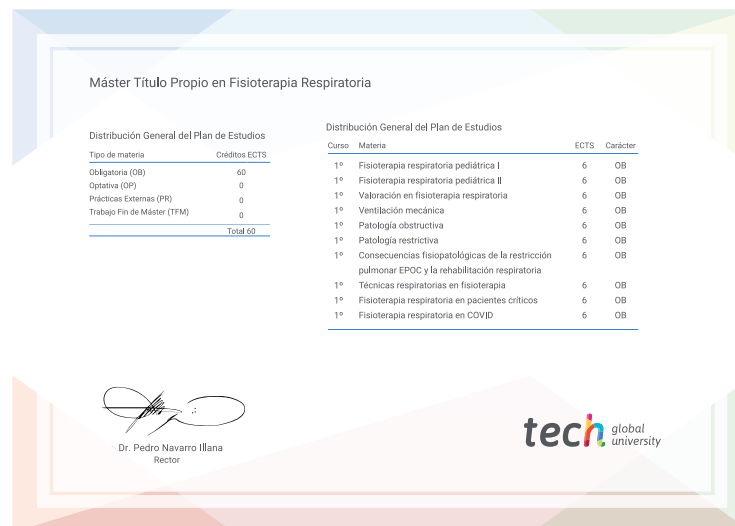 Máster Título Propio en Fisioterapia Respiratoria
Distribución General del Plan de Estudios
Tipo de materia Créditos ECTS
Obligatoria (OB) 60
Optativa (OP) 0
Prácticas Externas (PR) 0
Trabajo Fin de Máster (TFM) 0
Total 60
Distribución General del Plan de Estudios
Curso Materia ECTS Carácter
1º Fisioterapia respiratoria pediátrica I 6 OB
1º Fisioterapia respiratoria pediátrica II 6 OB
1º Valoración en fisioterapia respiratoria 6 OB
1º Ventilación mecánica 6 OB
1º Patología obstructiva 6 OB
1º Patología restrictiva 6 OB
1º Consecuencias fisiopatológicas de la restricción 6 OB
pulmonar EPOC y la rehabilitación respiratoria
1º Técnicas respiratorias en fisioterapia 6 OB
1º Fisioterapia respiratoria en pacientes críticos 6 OB
1º Fisioterapia respiratoria en COVID 6 OB
Dr. Pedro Navarro Illana
Rector
tech global
university